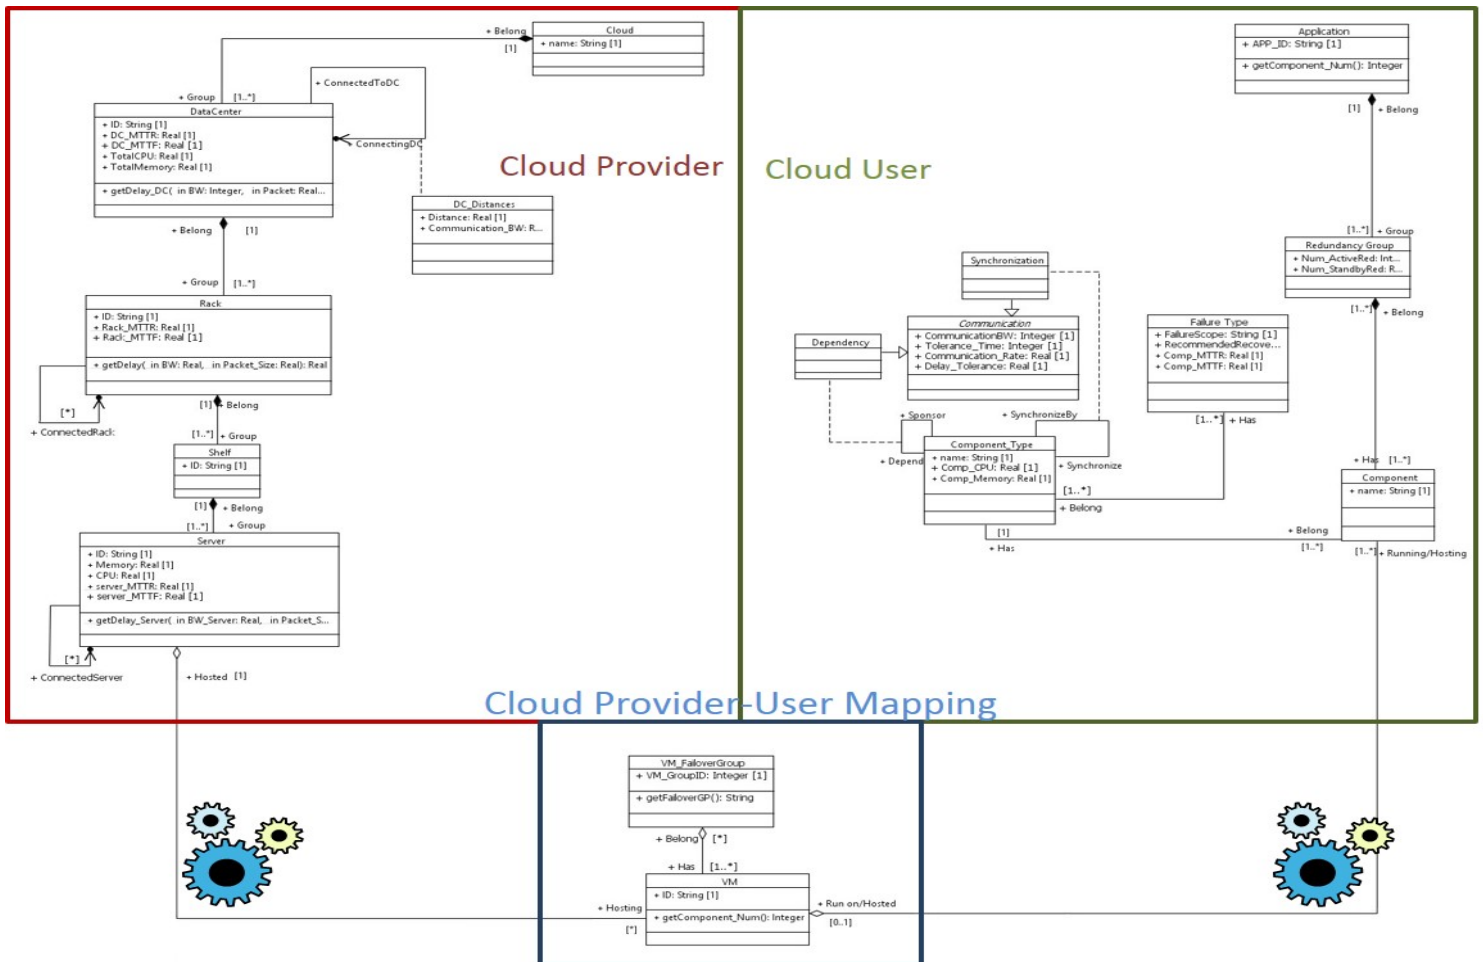 + Belong
[1]
Cloud
+ name: String [1]
+ ConnectedToDC
+ Group [1..*]
DataCenter
+ ID: String [1]
+ DC_MTTR: Real [1]
+ DC_MTTF: Real [1]
+ TotalCPU: Real [1]
+ TotalMemory: Real [1]
+ getDelay_DC( in BW: Integer, in Packet: Real...
+ ConnectingDC
Cloud Provider
DC_Distances
+ Distance: Real [1]
+ Communication_BW: R...
+ Belong [1]
+ Group [1..*]
Rack
+ ID: String [1]
+ Rack_MTTR: Real [1]
+ Rack_MTTF: Real [1]
+ getDelay( in BW: Real, in Packet_Size: Real): Real
[*]
+ ConnectedRack
[1] + Belong
[1..*] + Group
Shelf
+ ID: String [1]
[1] + Belong
[1..*] + Group
Server
+ ID: String [1]
+ Memory: Real [1]
+ CPU: Real [1]
+ server_MTTR: Real [1]
+ server_MTTF: Real [1]
+ getDelay_Server( in BW_Server: Real, in Packet_S...
[*]
+ ConnectedServer
+ Hosted [1]
Cloud User
Application
+ APP_ID: String [1]
+ getComponent_Num(): Integer
[1] + Belong
[1..*] + Group
Redundancy Group
+ Num_ActiveRed: Int...
+ Num_StandbyRed: R...
[1..*] + Belong
Synchronization
Communication
+ CommunicationBW: Integer [1]
+ Tolerance_Time: Integer [1]
+ Communication_Rate: Real [1]
+ Delay_Tolerance: Real [1]
Dependency
Failure Type
+ FailureScope: String [1]
+ RecommendedRecove...
+ Comp_MTTR: Real [1]
+ Comp_MTTF: Real [1]
[1..*] + Has
+ Sponsor
+ SynchronizeBy
+ Depend
+ Synchronize
Component_Type
+ name: String [1]
+ Comp_CPU: Real [1]
+ Comp_Memory: Real [1]
[1..*]
+ Belong
[1]
+ Has
+ Has [1..*]
Component
+ name: String [1]
+ Belong
[1..*]
[1..*] + Running/Hosting
Cloud Provider-User Mapping
VM_FailoverGroup
+ VM_GroupID: Integer [1]
+ getFailoverGP(): String
+ Belong [*]
+ Has [1..*]
VM
+ ID: String [1]
+ getComponent_Num(): Integer
+ Hosting
[*]
+ Run on/Hosted
[0..1]